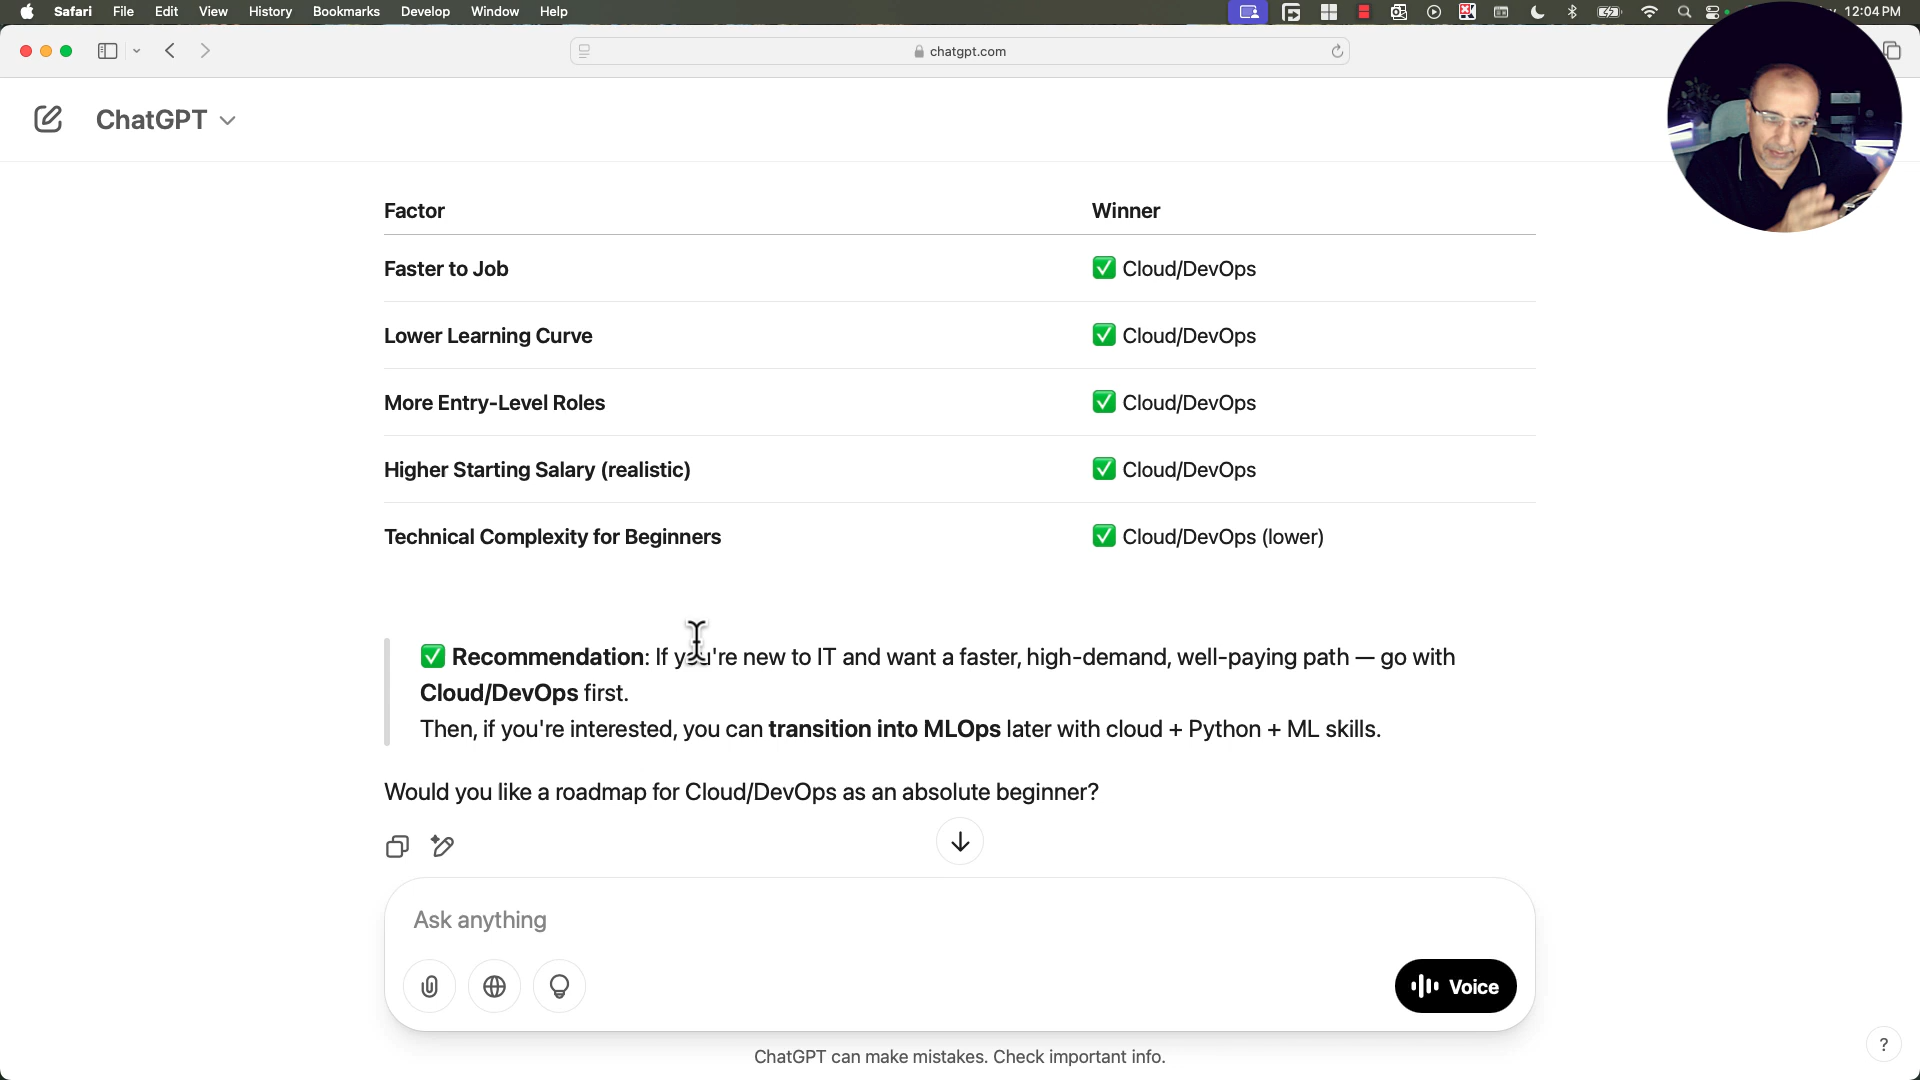 Safari File Edit View History Bookmarks Develop Window Help 12:04 PM
chatgpt.com
ChatGPT
Factor Winner
Faster to Job ✅ Cloud/DevOps
Lower Learning Curve ✅ Cloud/DevOps
More Entry-Level Roles ✅ Cloud/DevOps
Higher Starting Salary (realistic) ✅ Cloud/DevOps
Technical Complexity for Beginners ✅ Cloud/DevOps (lower)
✅ Recommendation: If you're new to IT and want a faster, high-demand, well-paying path — go with
Cloud/DevOps first.
Then, if you're interested, you can transition into MLOps later with cloud + Python + ML skills.
Would you like a roadmap for Cloud/DevOps as an absolute beginner?
Ask anything
Voice
ChatGPT can make mistakes. Check important info.
?